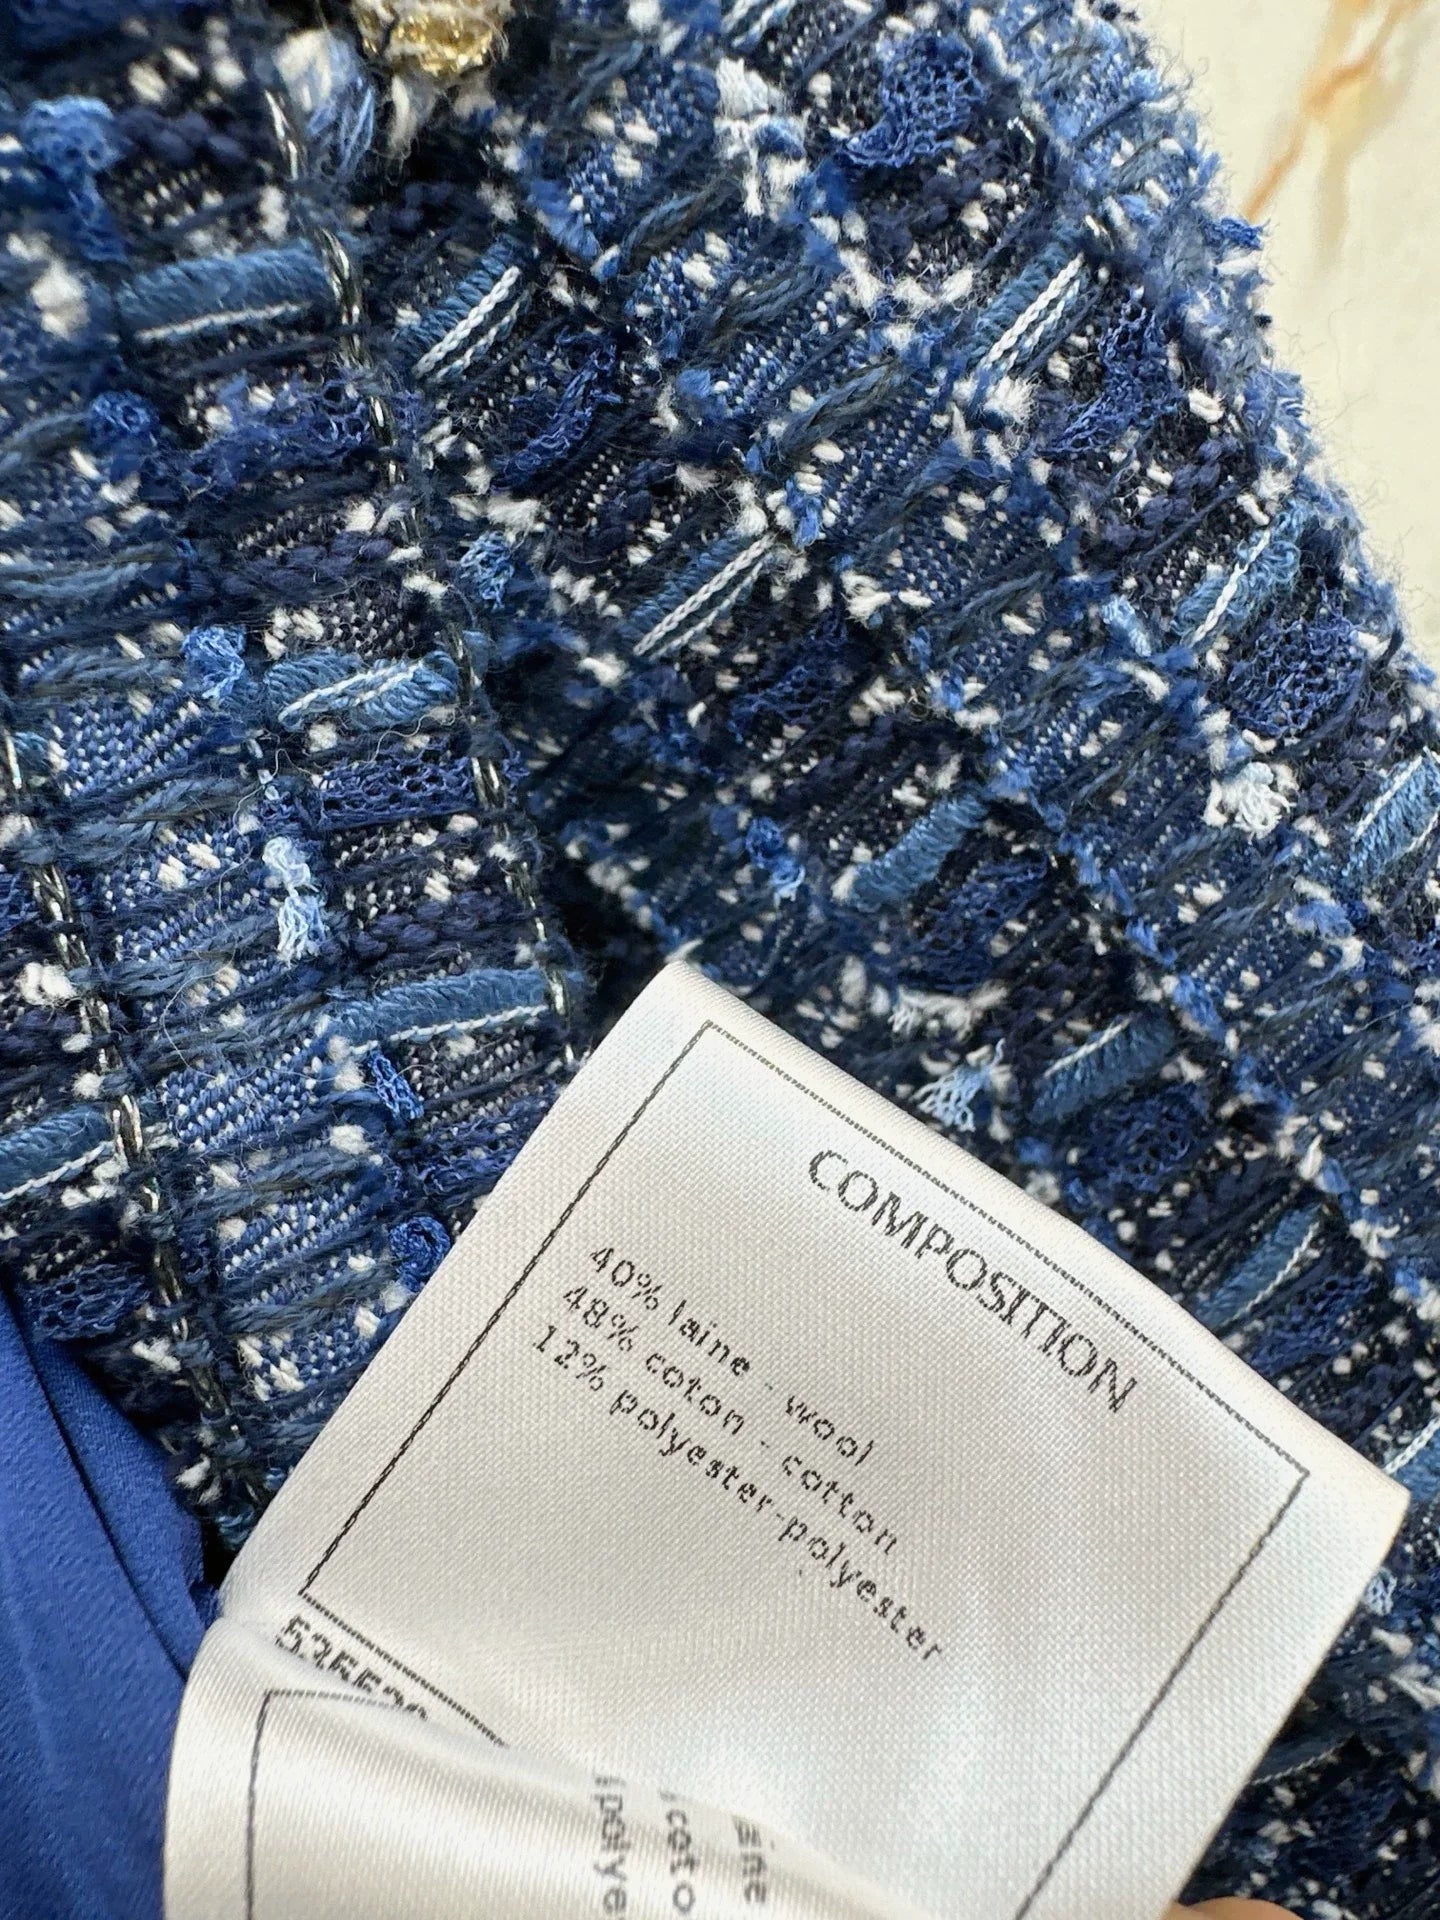 COMPOSITION
40% laine - wool
48% coton - cotton
12% polyester-polyester